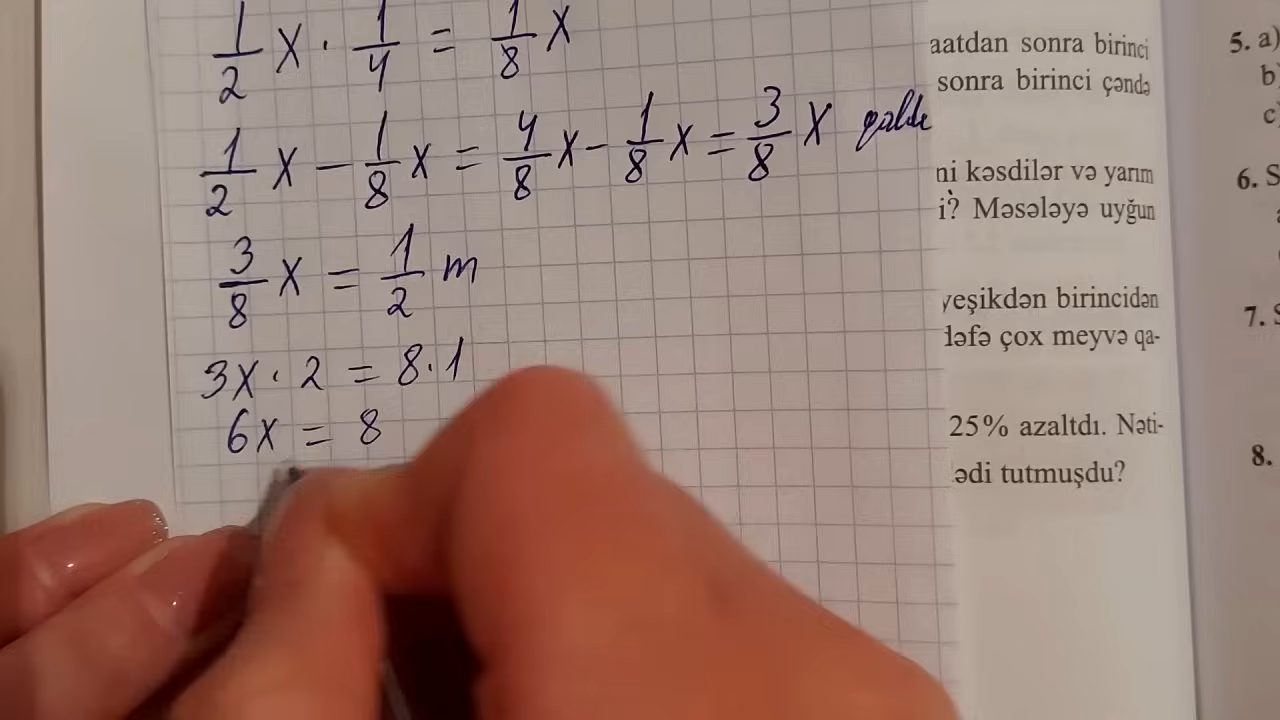 1/2 x · 1/4 = 1/8 x
1/2 x - 1/8 x = 4/8 x - 1/8 x = 3/8 x qaldı
3/8 x = 1/2 m
3x · 2 = 8 · 1
6x = 8
aatdan sonra birinci
sonra birinci çəndə
ni kəsdilər və yarım
i? Məsələyə uyğun
yeşikdən birincidən
ləfə çox meyvə qa-
25% azaltdı. Nəti-
ədi tutmuşdu?
5. a)
b)
c
6. S
7. S
8.